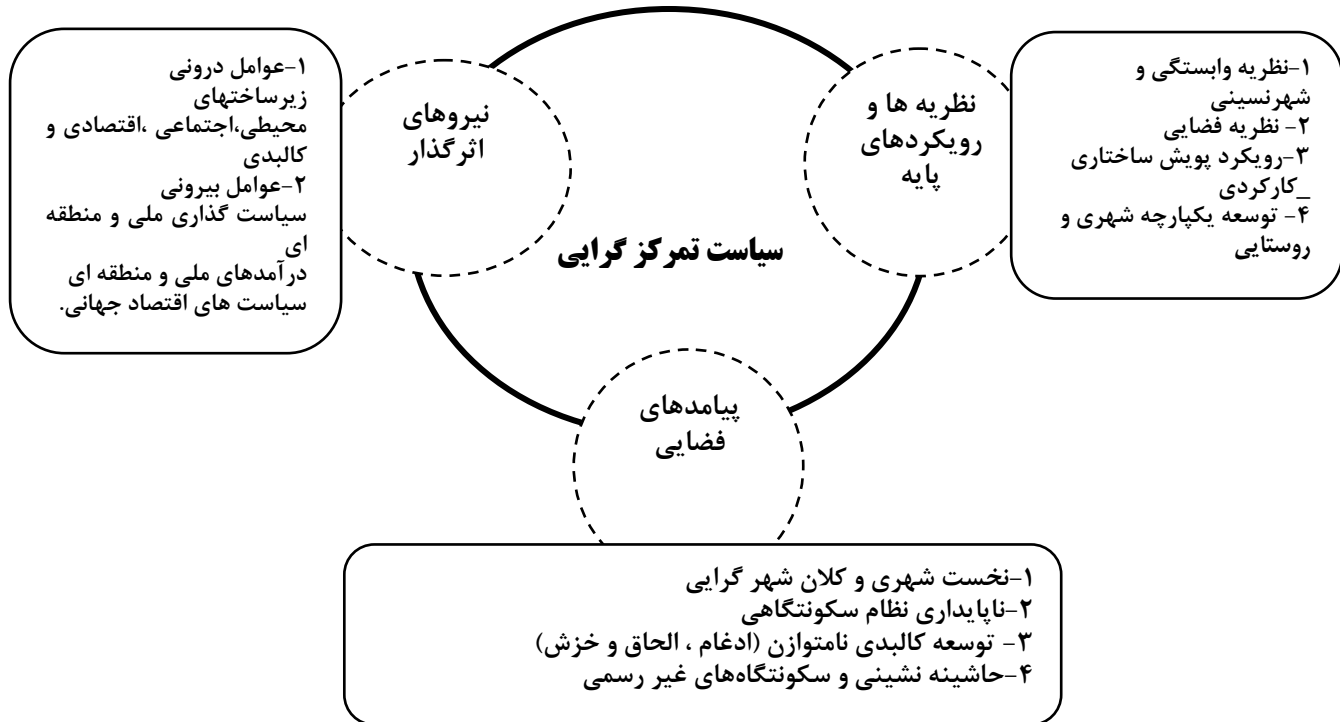 نظریه ها و
رویکردهای
پایه
۱-نظریه وابستگی و
شهرنسینی
۲- نظریه فضایی
۳-رویکرد پویش ساختاری
_کارکردی
۴- توسعه یکپارچه شهری و
روستایی
نیروهای
اثرگذار
۱-عوامل درونی
زیرساختهای
محیطی،اجتماعی ،اقتصادی و
کالبدی
۲-عوامل بیرونی
سیاست گذاری ملی و منطقه
ای
درآمدهای ملی و منطقه ای
سیاست های اقتصاد جهانی.
سیاست تمرکز گرایی
پیامدهای
فضایی
۱-نخست شهری و کلان شهر گرایی
۲-ناپایداری نظام سکونتگاهی
۳- توسعه کالبدی نامتوازن (ادغام ، الحاق و خزش)
۴-حاشینه نشینی و سکونتگاه‌های غیر رسمی